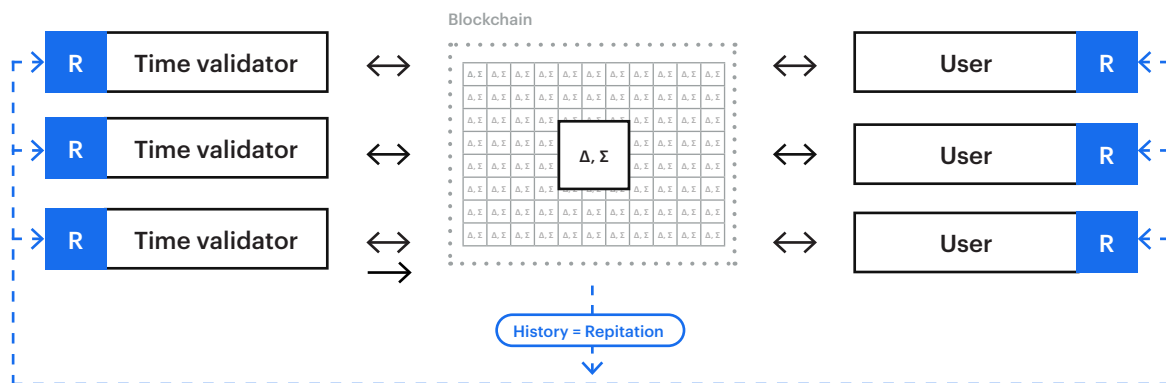 Blockchain
R Time validator
Δ, Σ Δ, Σ Δ, Σ Δ, Σ Δ, Σ Δ, Σ Δ, Σ Δ, Σ Δ, Σ Δ, Σ Δ, Σ
User R
Δ, Σ Δ, Σ Δ, Σ Δ, Σ Δ, Σ Δ, Σ Δ, Σ Δ, Σ Δ, Σ Δ, Σ Δ, Σ
Δ, Σ Δ, Σ Δ, Σ Δ, Σ Δ, Σ Δ, Σ Δ, Σ Δ, Σ Δ, Σ Δ, Σ Δ, Σ
R Time validator
Δ, Σ Δ, Σ Δ, Σ Δ, Σ Δ, Σ Δ, Σ Δ, Σ Δ, Σ
Δ, Σ
User R
Δ, Σ Δ, Σ Δ, Σ Δ, Σ Δ, Σ Δ, Σ Δ, Σ Δ, Σ
Δ, Σ Δ, Σ Δ, Σ Δ, Σ Δ, Σ Δ, Σ Δ, Σ Δ, Σ Δ, Σ Δ, Σ Δ, Σ
Δ, Σ Δ, Σ Δ, Σ Δ, Σ Δ, Σ Δ, Σ Δ, Σ Δ, Σ Δ, Σ Δ, Σ Δ, Σ
R Time validator
Δ, Σ Δ, Σ Δ, Σ Δ, Σ Δ, Σ Δ, Σ Δ, Σ Δ, Σ Δ, Σ Δ, Σ Δ, Σ
User R
History = Repitation